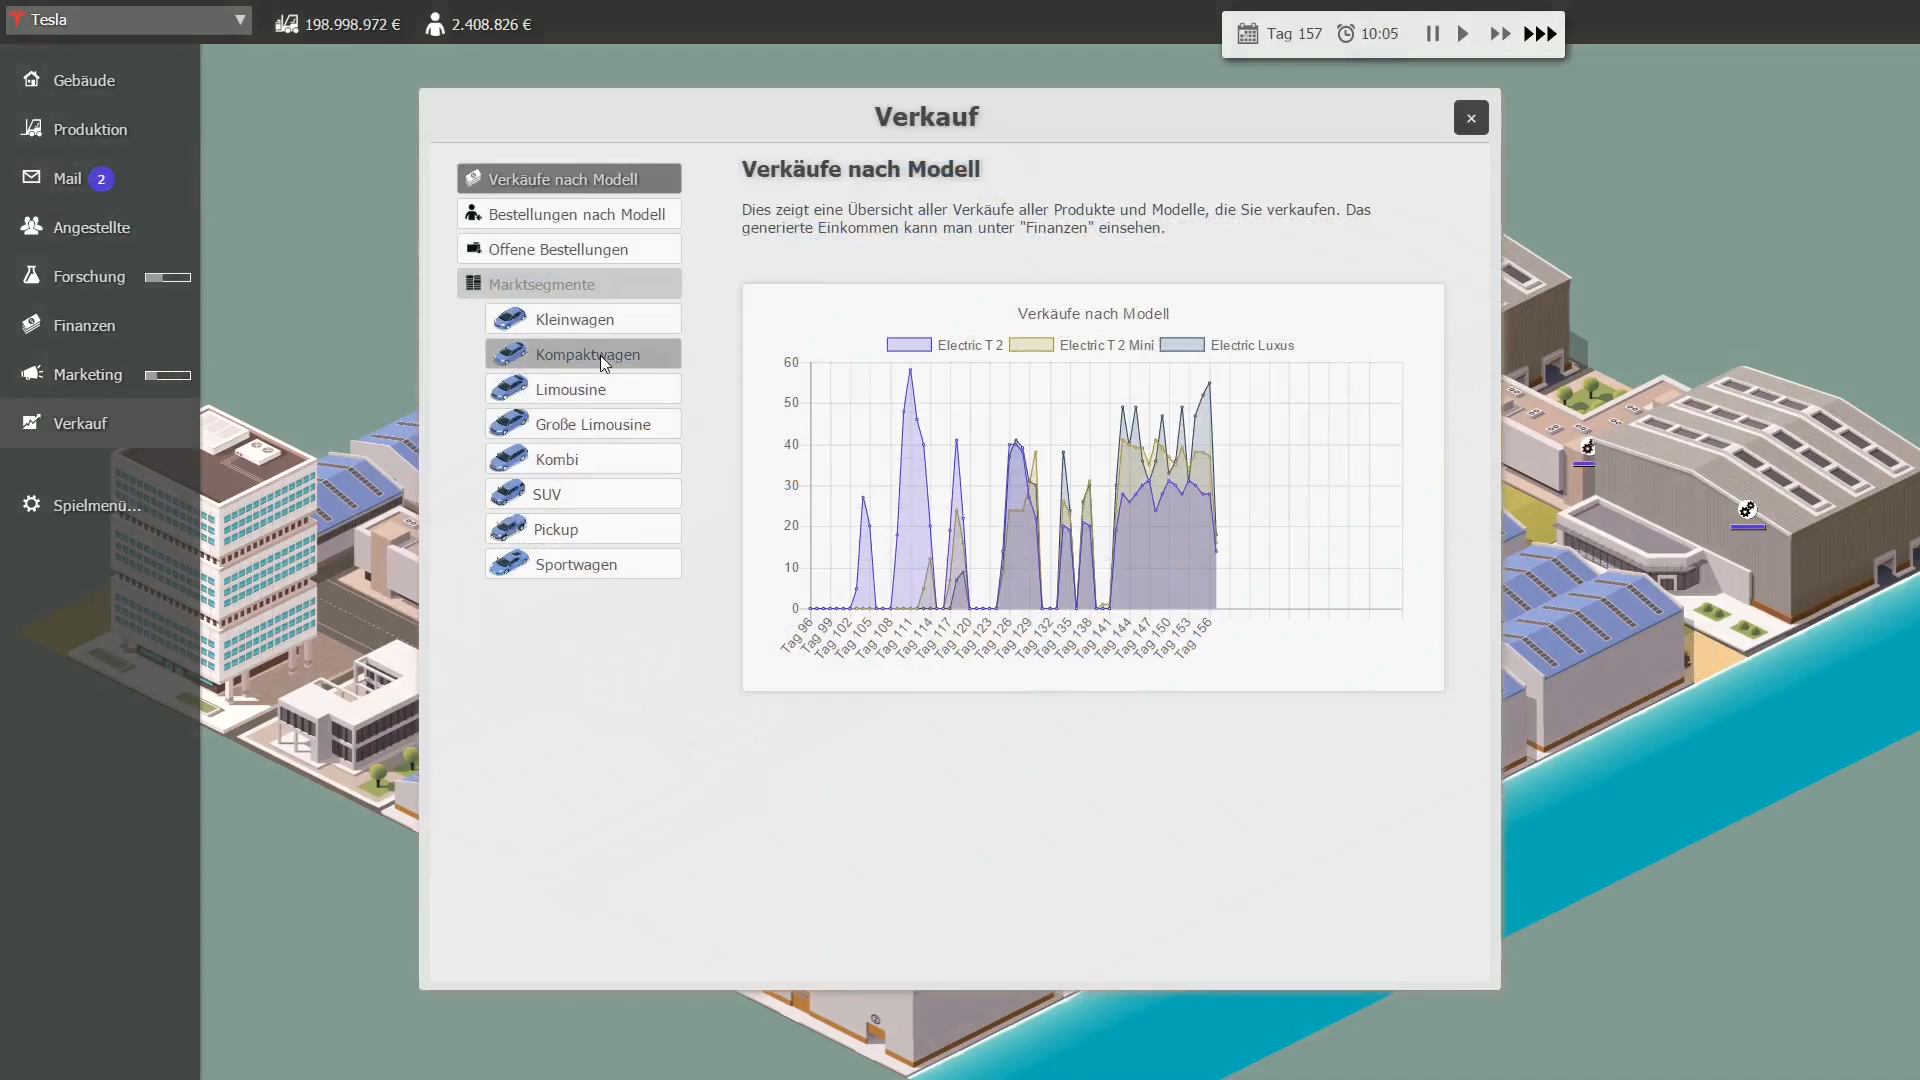 Tesla
198.998.972 €
2.408.826 €
Tag 157
10:05
Gebäude
Produktion
Mail 2
Angestellte
Forschung
Finanzen
Marketing
Verkauf
Spielmenü...
Verkauf
×
Verkäufe nach Modell
Bestellungen nach Modell
Offene Bestellungen
Marktsegmente
Kleinwagen
Kompaktwagen
Limousine
Große Limousine
Kombi
SUV
Pickup
Sportwagen
Verkäufe nach Modell
Dies zeigt eine Übersicht aller Verkäufe aller Produkte und Modelle, die Sie verkaufen. Das
generierte Einkommen kann man unter "Finanzen" einsehen.
Verkäufe nach Modell
Electric T 2 Electric T 2 Mini Electric Luxus
60
50
40
30
20
10
0
Tag 96 Tag 99 Tag 102 Tag 105 Tag 108 Tag 111 Tag 114 Tag 117 Tag 120 Tag 123 Tag 126 Tag 129 Tag 132 Tag 135 Tag 138 Tag 141 Tag 144 Tag 147 Tag 150 Tag 153 Tag 156